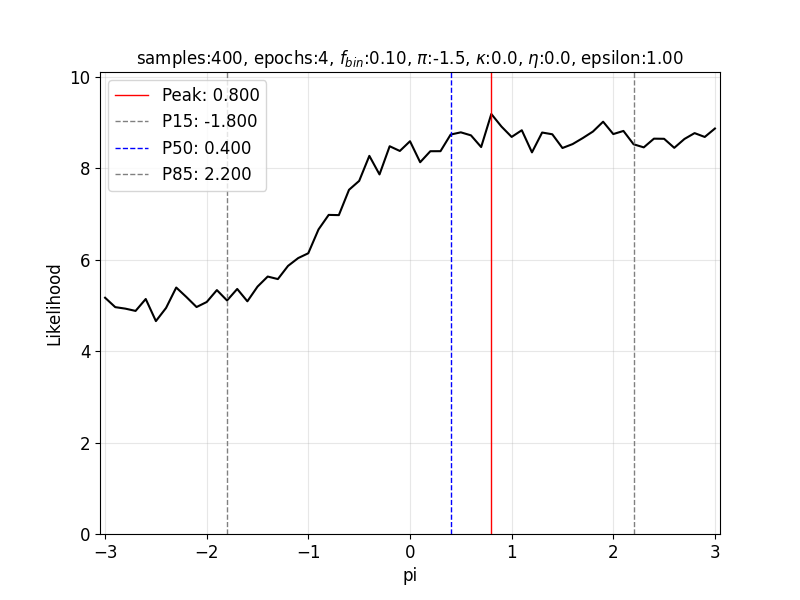 samples:400, epochs:4, f_bin:0.10, π:-1.5, κ:0.0, η:0.0, epsilon:1.00
Peak: 0.800
P15: -1.800
P50: 0.400
P85: 2.200
10
8
6
4
2
0
Likelihood
−3 −2 −1 0 1 2 3
pi